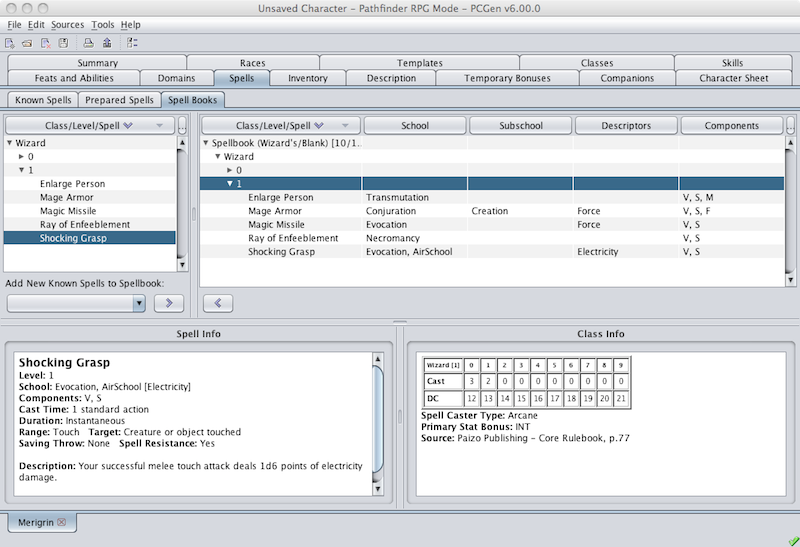 Unsaved Character – Pathfinder RPG Mode – PCGen v6.00.0
File Edit Sources Tools Help
Summary Races Templates Classes Skills
Feats and Abilities Domains Spells Inventory Description Temporary Bonuses Companions Character Sheet
Known Spells Prepared Spells Spell Books
Class/Level/Spell ... Class/Level/Spell School Subschool Descriptors Components ...
Wizard
0
1
Enlarge Person
Mage Armor
Magic Missile
Ray of Enfeeblement
Shocking Grasp
Spellbook (Wizard's/Blank) [10/1..
Wizard
0
1
Enlarge Person Transmutation V, S, M
Mage Armor Conjuration Creation Force V, S, F
Magic Missile Evocation Force V, S
Ray of Enfeeblement Necromancy V, S
Shocking Grasp Evocation, AirSchool Electricity V, S
Add New Known Spells to Spellbook:
Spell Info
Shocking Grasp
Level: 1
School: Evocation, AirSchool [Electricity]
Components: V, S
Cast Time: 1 standard action
Duration: Instantaneous
Range: Touch Target: Creature or object touched
Saving Throw: None Spell Resistance: Yes
Description: Your successful melee touch attack deals 1d6 points of electricity
damage.
Class Info
Wizard [1] 0 1 2 3 4 5 6 7 8 9
Cast 3 2 0 0 0 0 0 0 0 0
DC 12 13 14 15 16 17 18 19 20 21
Spell Caster Type: Arcane
Primary Stat Bonus: INT
Source: Paizo Publishing – Core Rulebook, p.77
Merigrin